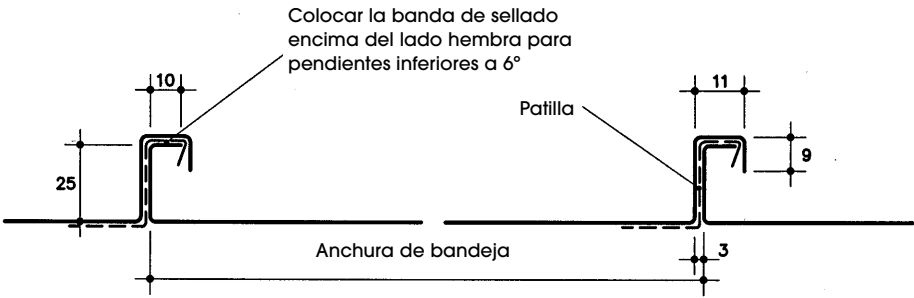 Colocar la banda de sellado
encima del lado hembra para
pendientes inferiores a 6º
10
11
Patilla
9
25
Anchura de bandeja
3